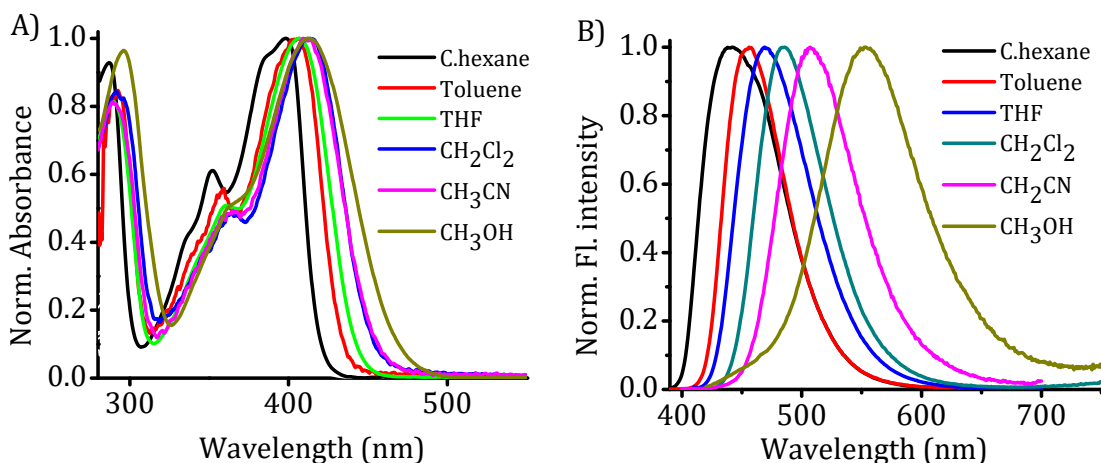 A)
Norm. Absorbance
1.0
0.8
0.6
0.4
0.2
0.0
300
400
500
Wavelength (nm)
C.hexane
Toluene
THF
CH₂Cl₂
CH₃CN
CH₃OH
B)
Norm. Fl. intensity
1.0
0.8
0.6
0.4
0.2
0.0
400
500
600
700
Wavelength (nm)
C.hexane
Toluene
THF
CH₂Cl₂
CH₂CN
CH₃OH